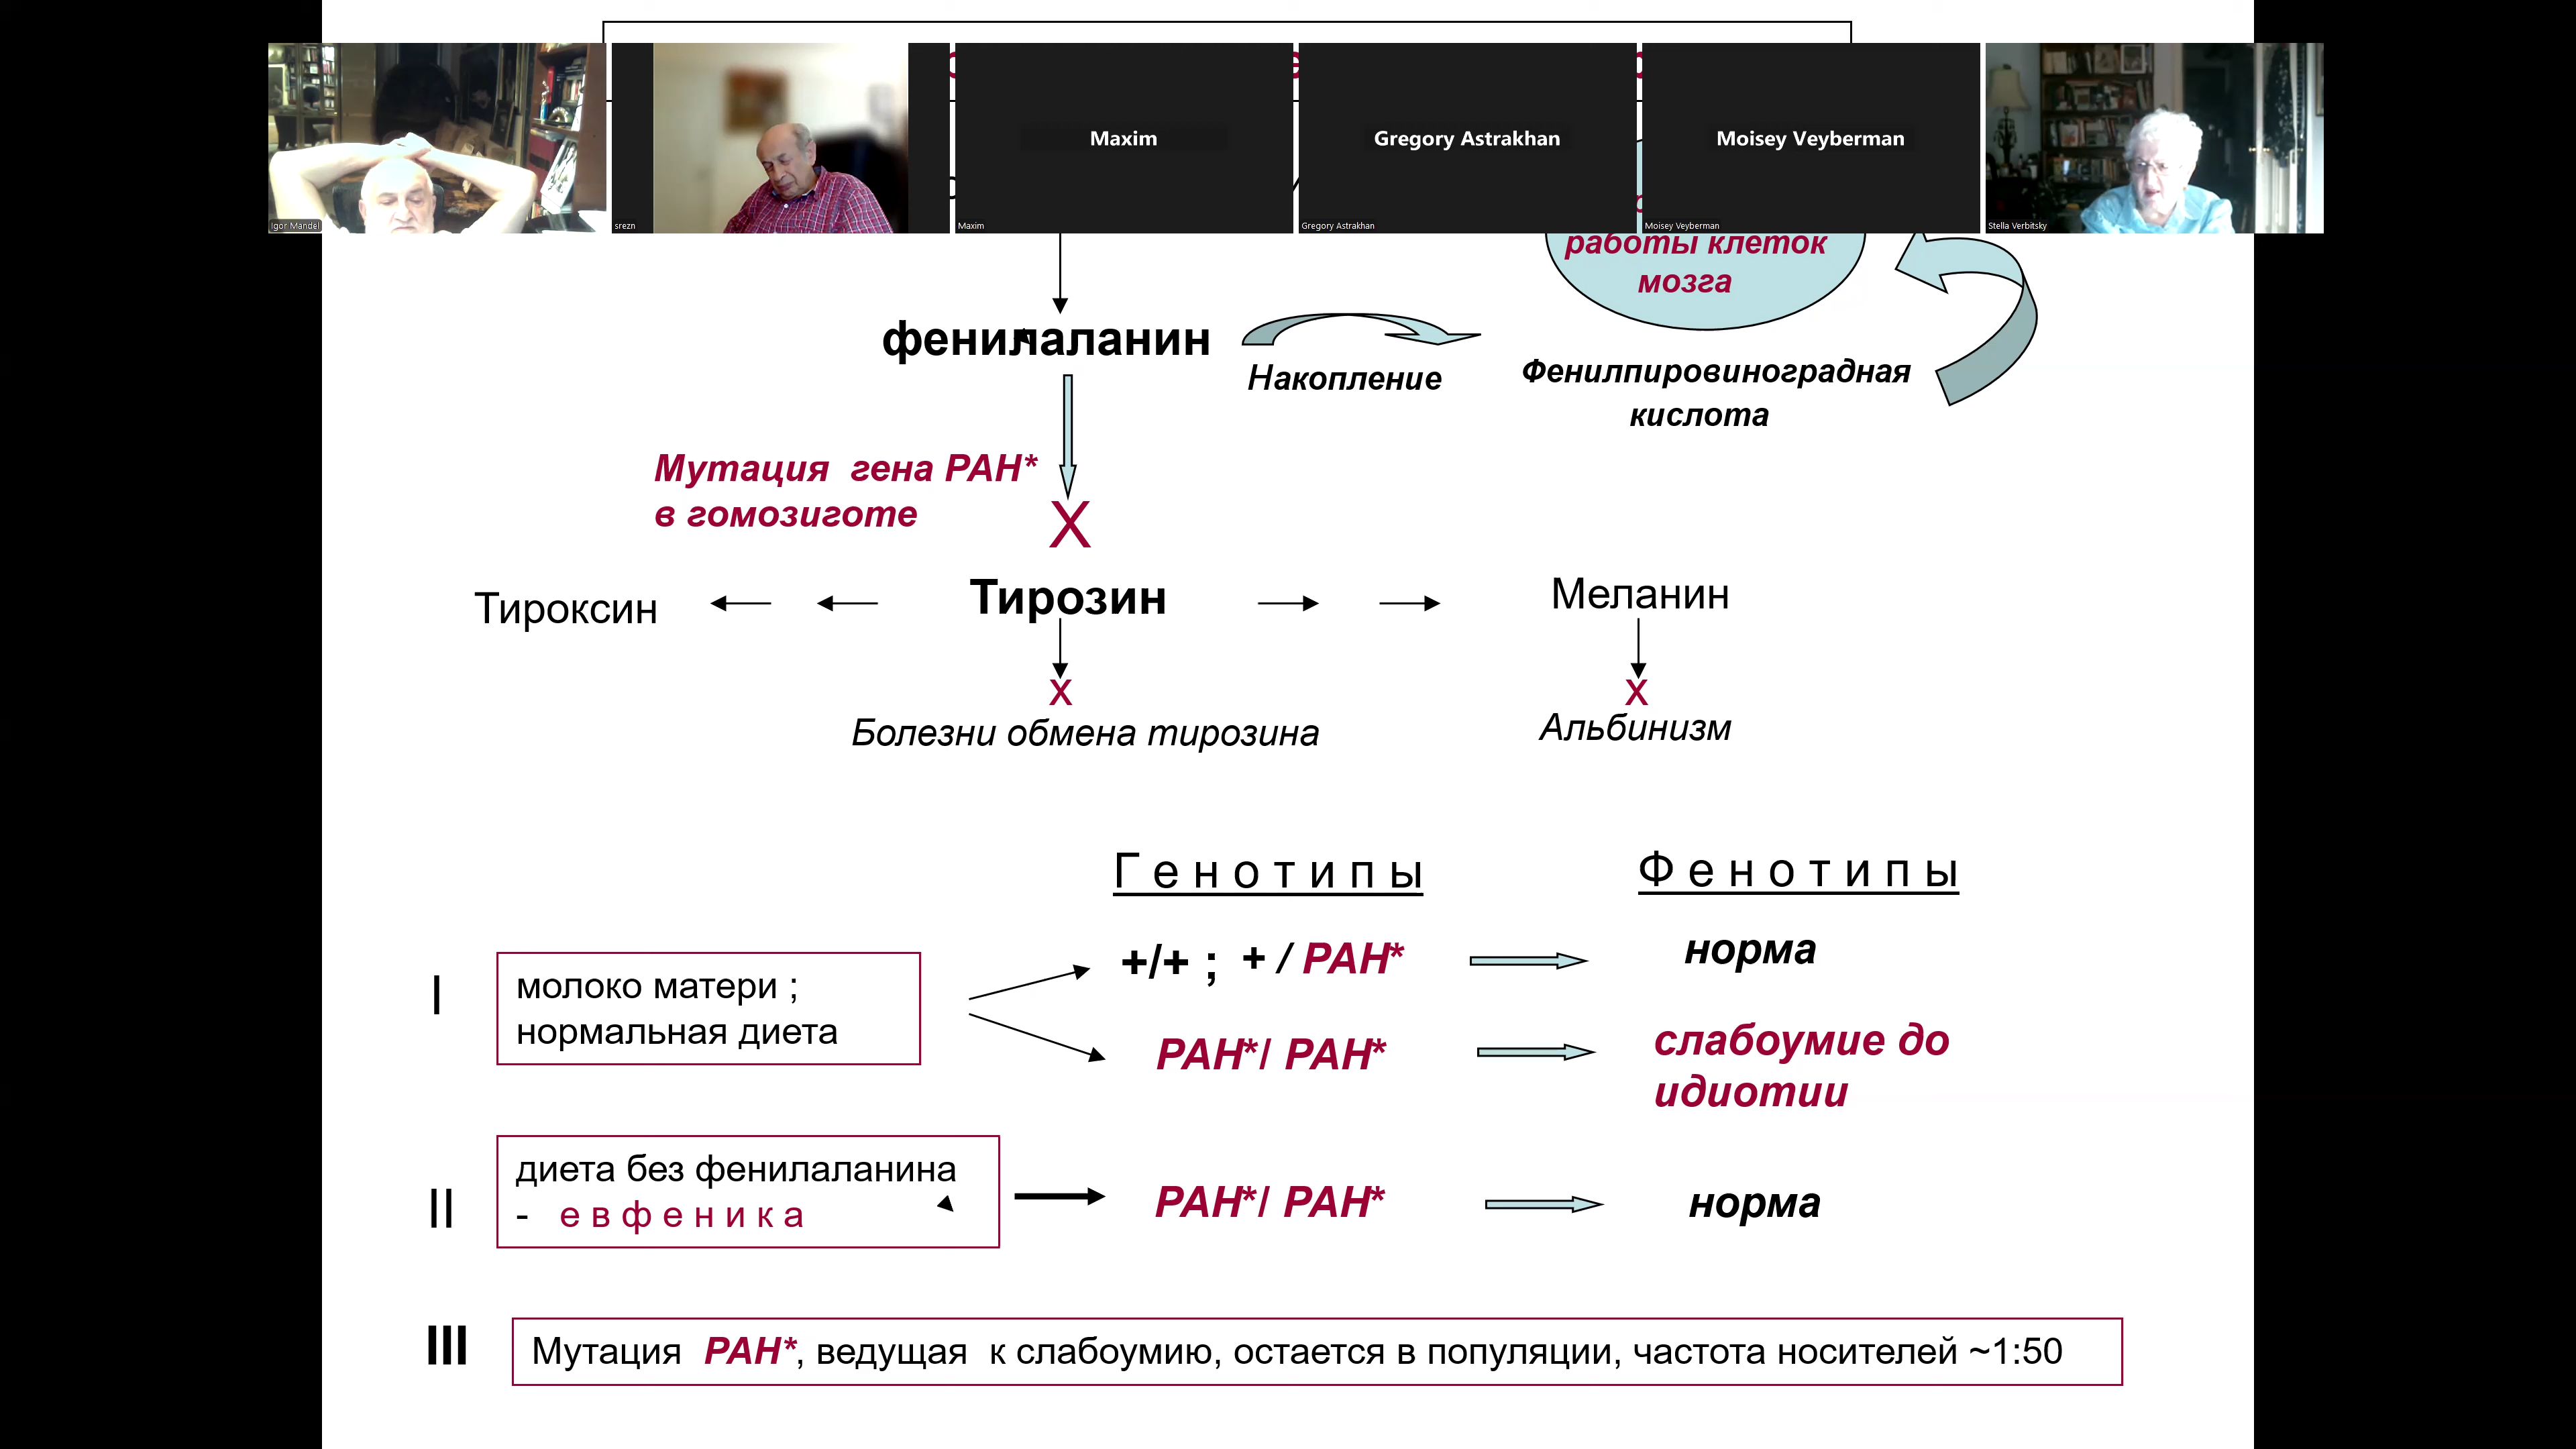 Maxim
Gregory Astrakhan
Moisey Veyberman
Igor Mandel
srezn
Maxim
Gregory Astrakhan
Moisey Veyberman
Stella Verbitsky
работы клеток
мозга
фенилаланин
Накопление
Фенилпировиноградная
кислота
Мутация гена PAH*
в гомозиготе
X
Тироксин
Тирозин
Меланин
x
x
Болезни обмена тирозина
Альбинизм
Генотипы
Фенотипы
I
молоко матери ;
нормальная диета
+/+ ; + / PAH*
норма
PAH*/ PAH*
слабоумие до
идиотии
II
диета без фенилаланина
- евфеника
PAH*/ PAH*
норма
III
Мутация PAH*, ведущая к слабоумию, остается в популяции, частота носителей ~1:50